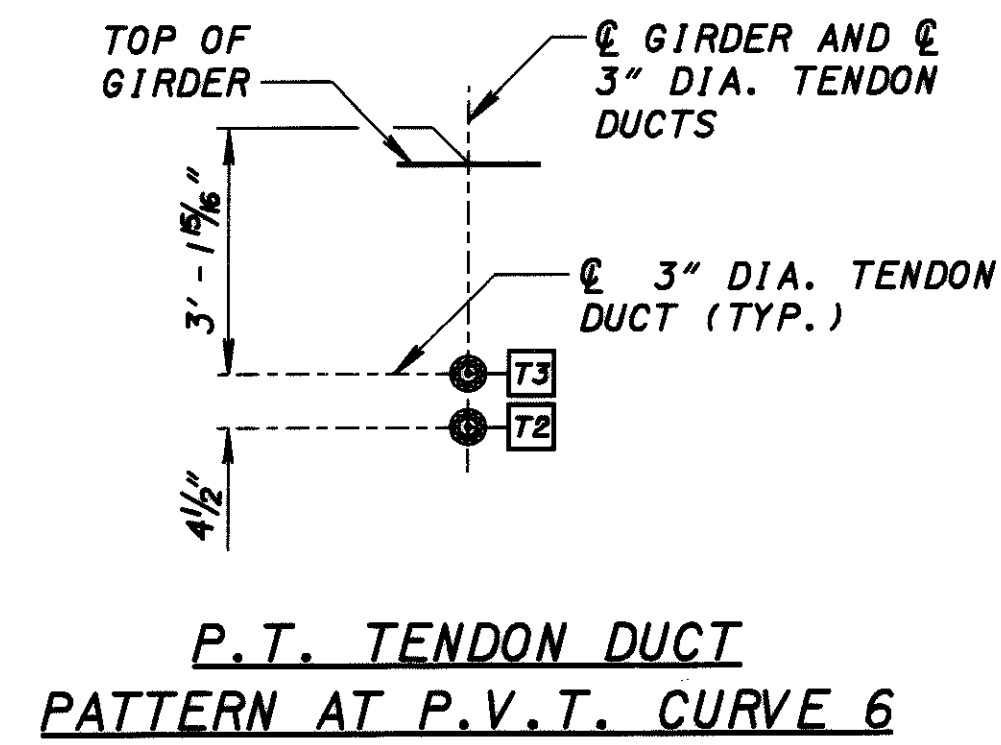 TOP OF
GIRDER
℄ GIRDER AND ℄
3" DIA. TENDON
DUCTS
3' - 1 15/16"
℄ 3" DIA. TENDON
DUCT (TYP.)
T3
T2
4 1/2"
P.T. TENDON DUCT
PATTERN AT P.V.T. CURVE 6